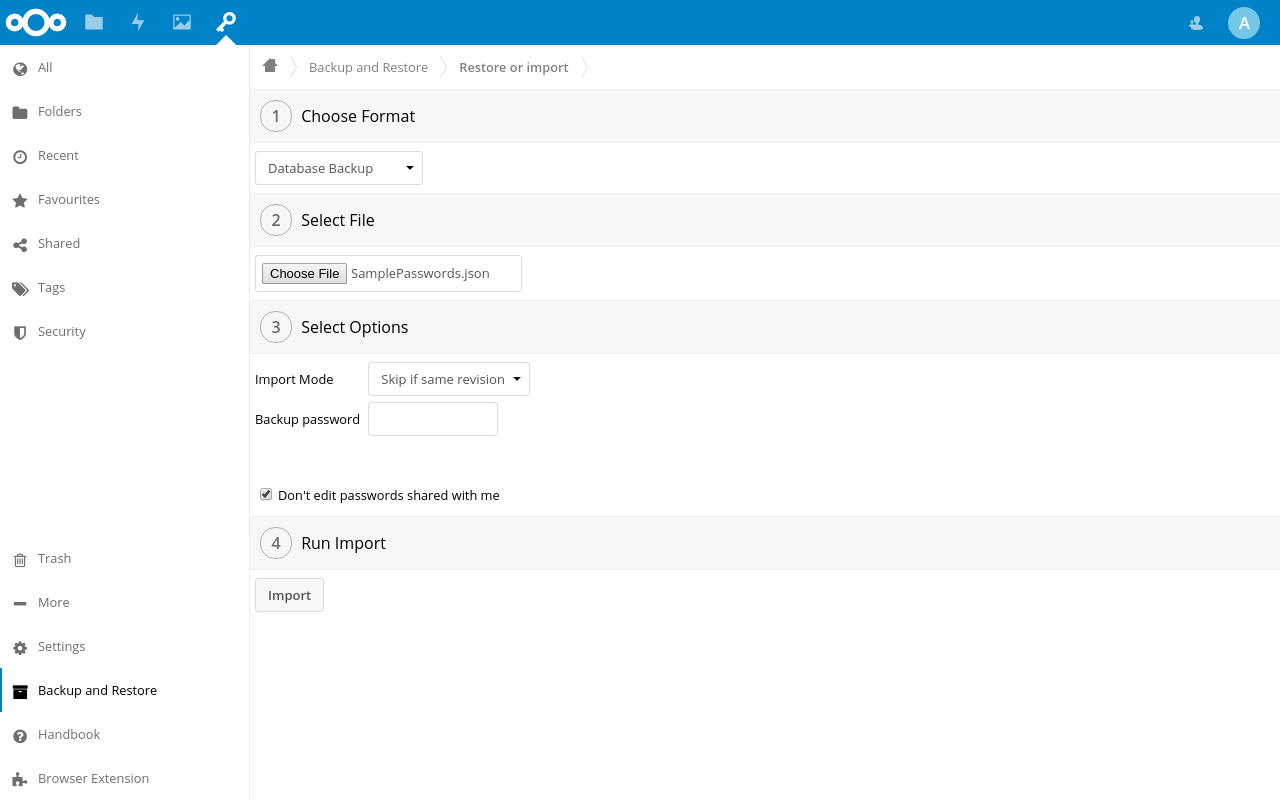 A
All
Folders
Recent
Favourites
Shared
Tags
Security
Trash
More
Settings
Backup and Restore
Handbook
Browser Extension
Backup and Restore
Restore or import
1 Choose Format
Database Backup
2 Select File
Choose File SamplePasswords.json
3 Select Options
Import Mode Skip if same revision
Backup password
Don't edit passwords shared with me
4 Run Import
Import